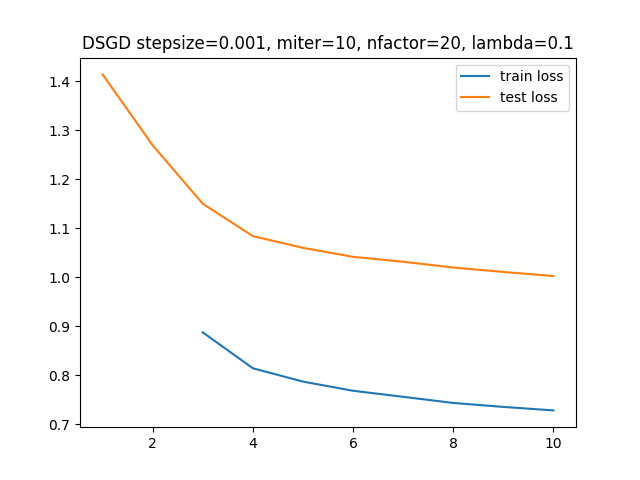 DSGD stepsize=0.001, miter=10, nfactor=20, lambda=0.1
train loss
test loss
1.4
1.3
1.2
1.1
1.0
0.9
0.8
0.7
2 4 6 8 10